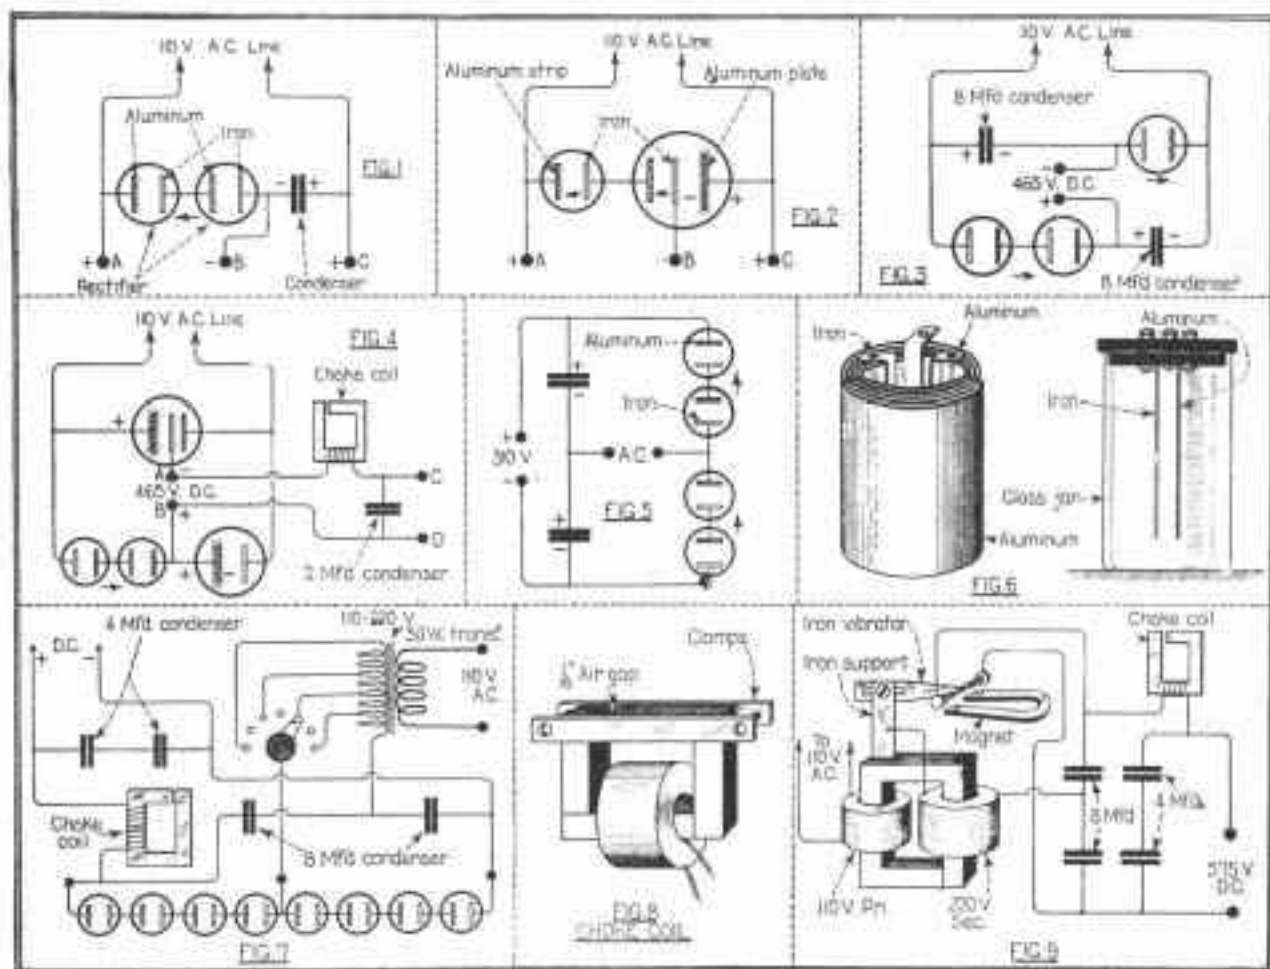 110 V. A.C. Line
Aluminum
Iron
FIG.1
- +
+ A
- B
+ C
Rectifier
Condenser
110 V. A.C. Line
Aluminum strip
Aluminum plate
Iron
+
FIG.2
+ A
- B
+ C
A.C. Line
8 Mfd condenser
+ -
-
465 V. D.C.
+
+ -
FIG.3
8 Mfd condenser
110 V. A.C. Line
FIG.4
Choke coil
+
A -
465 V. D.C.
B +
C
D
+ -
2 Mfd condenser
Aluminum
+
-
Iron
+
310 V
-
A.C.
+
-
FIG.5
Iron
Aluminum
Aluminum
Iron
Glass jar
Aluminum
FIG.6
4 Mfd condenser
+ D.C. -
110-220 V
50 W. transf.
110 V.
A.C.
Choke
coil
8 Mfd condenser
FIG.7
Clamps
Air gap
FIG.8
CHOKE COIL
Iron vibrator
Iron support
Choke coil
Magnet
To
110 V.
A.C.
8 Mfd
4 Mfd
575 V.
D.C.
110 V. Pri.
220 V
Sec.
FIG.9